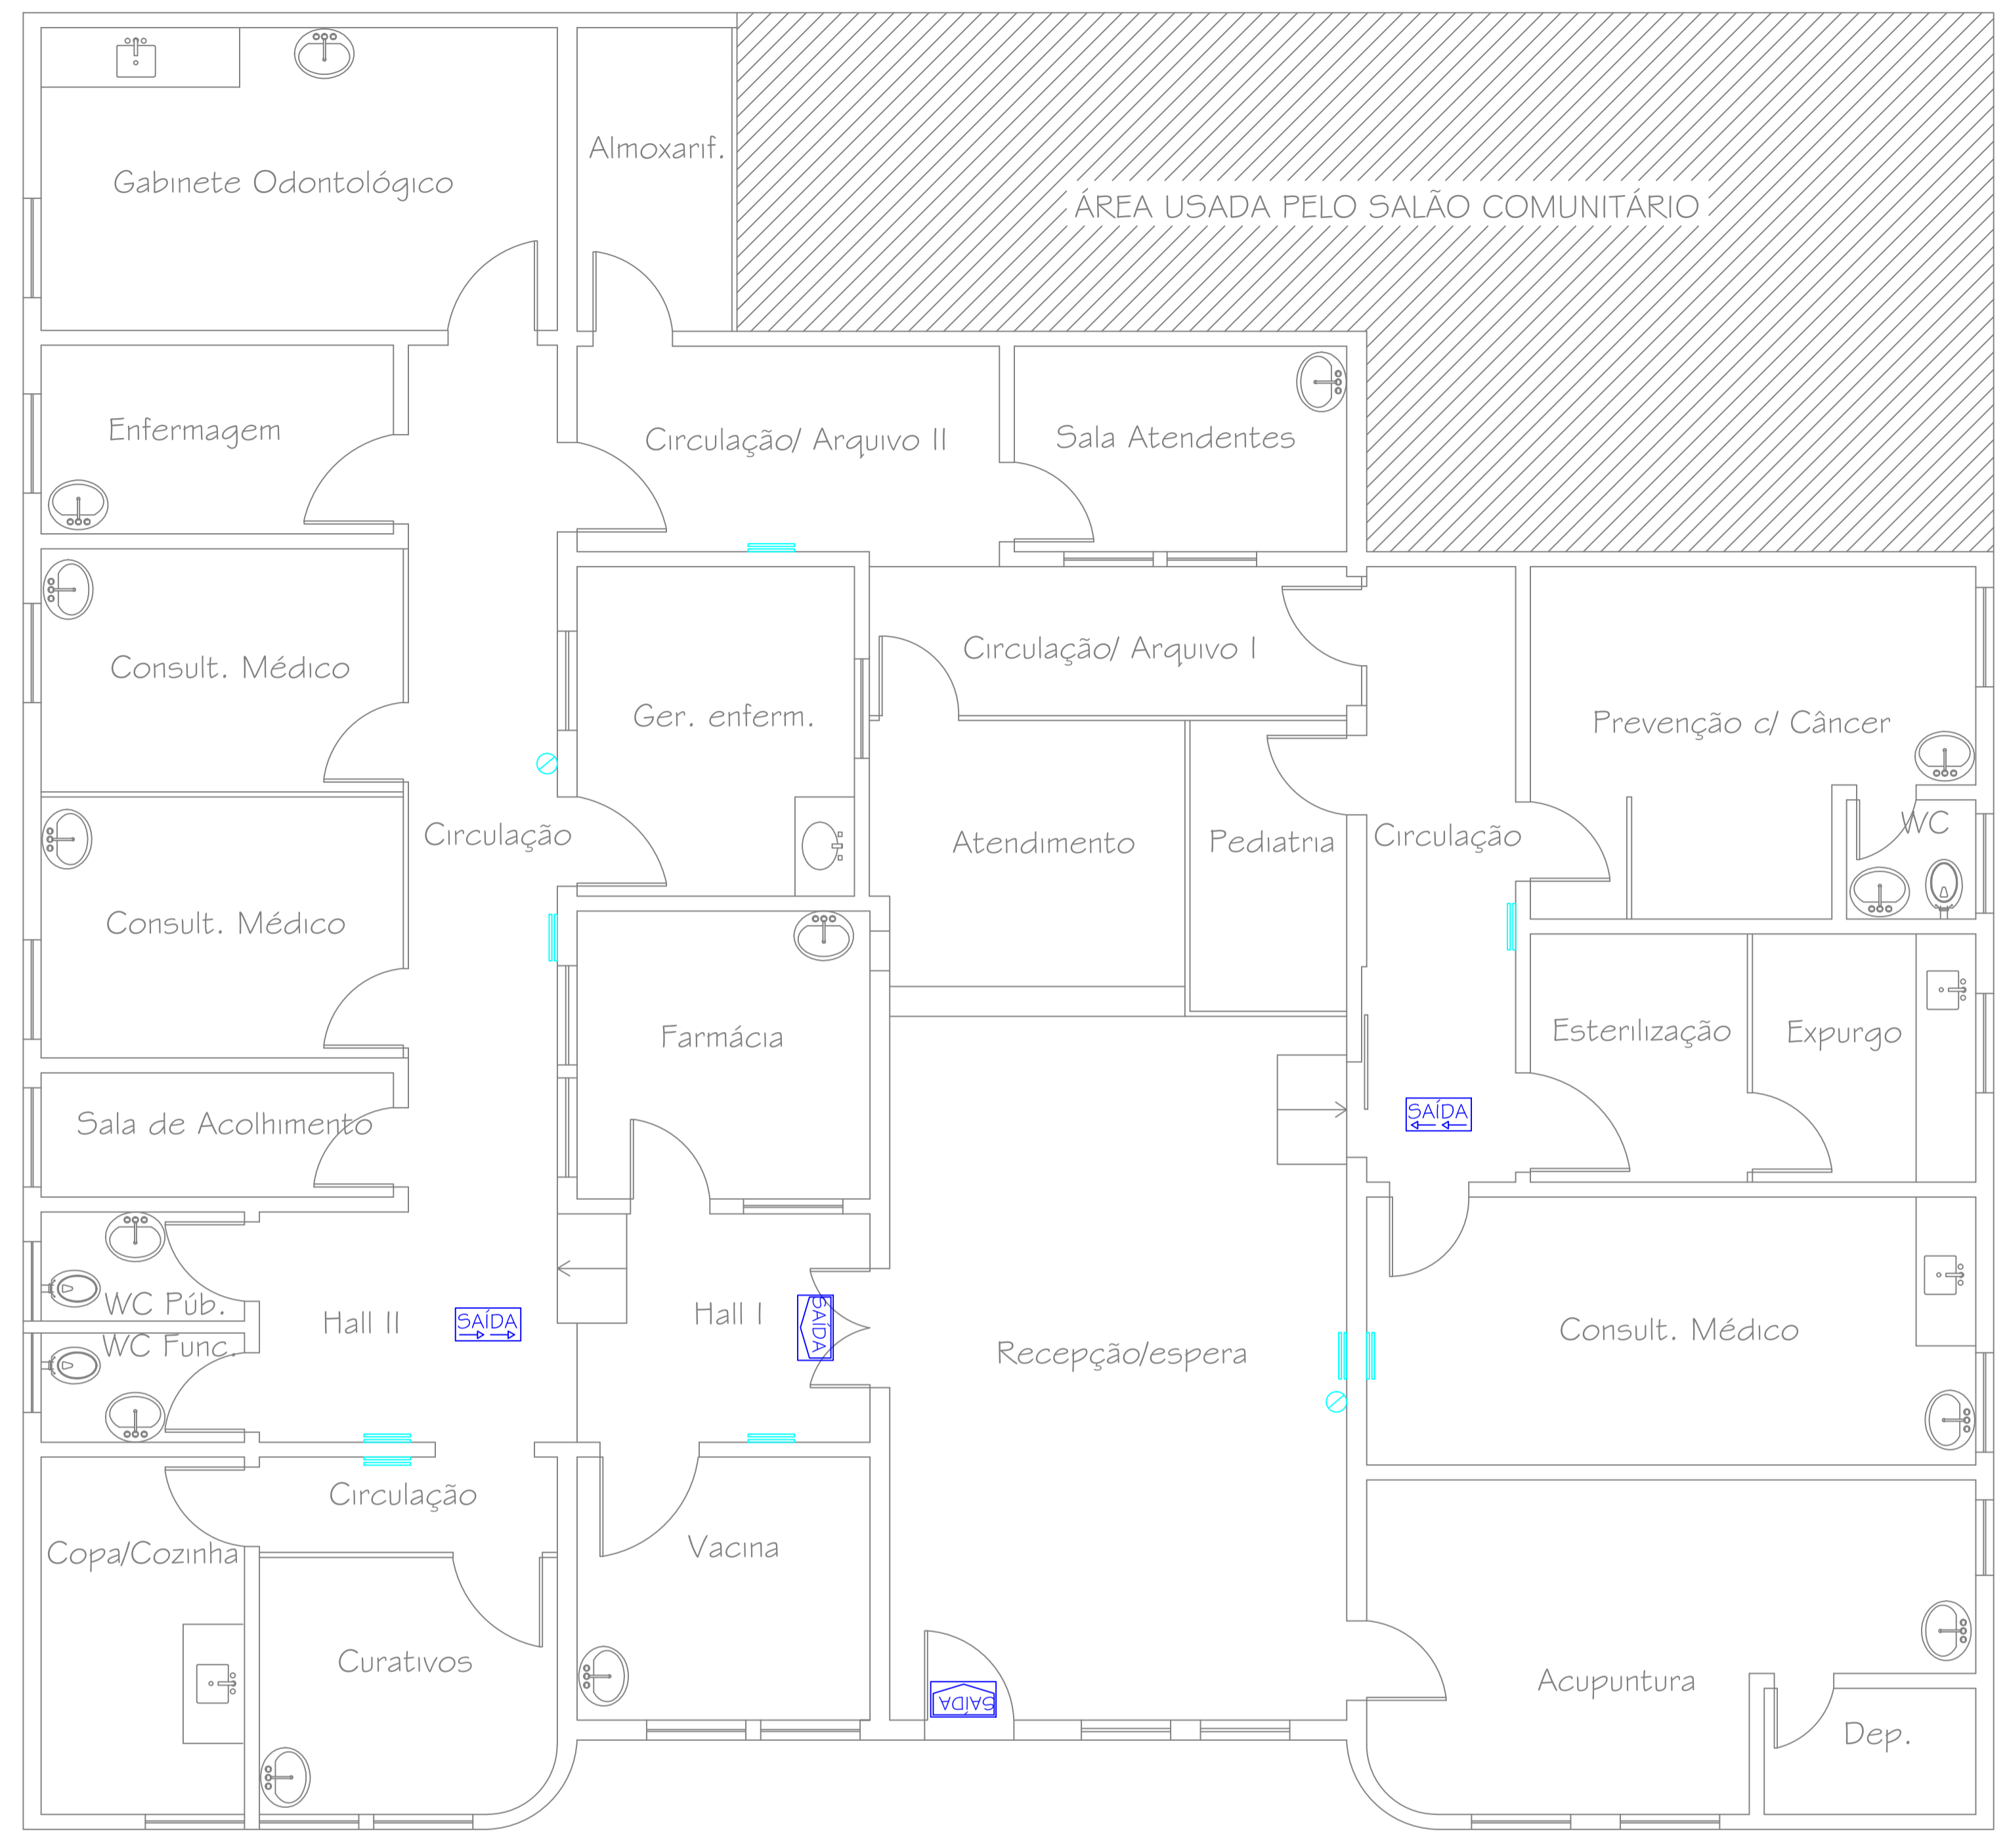 Almoxarif.
Gabinete Odontológico
ÁREA USADA PELO SALÃO COMUNITÁRIO
Enfermagem
Circulação/ Arquivo II
Sala Atendentes
Consult. Médico
Circulação/ Arquivo I
Ger. enferm.
Prevenção c/ Câncer
WC
Circulação
Atendimento
Pediatria
Circulação
Consult. Médico
Farmácia
Esterilização
Expurgo
Sala de Acolhimento
SAÍDA
WC Púb.
Hall II
SAÍDA
Hall I
SAÍDA
WC Func.
Recepção/espera
Consult. Médico
Circulação
Copa/Cozinha
Vacina
Curativos
Acupuntura
SAÍDA
Dep.